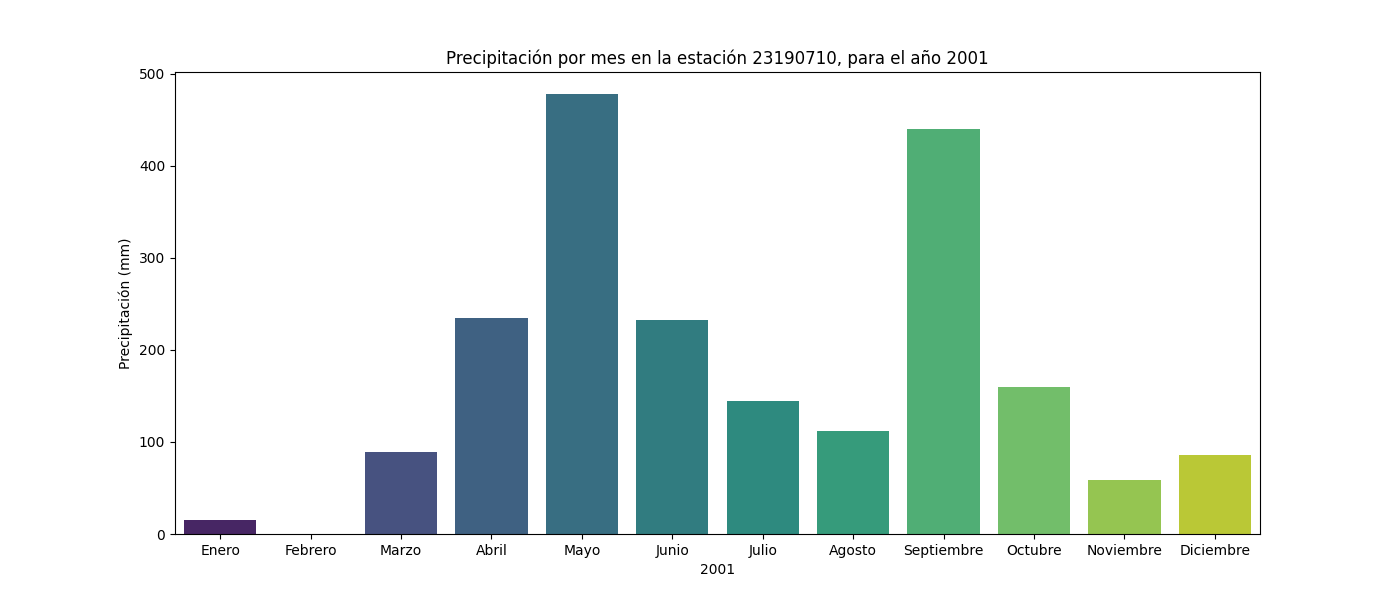 Precipitación por mes en la estación 23190710, para el año 2001
500
400
300
200
100
0
Precipitación (mm)
Enero Febrero Marzo Abril Mayo Junio Julio Agosto Septiembre Octubre Noviembre Diciembre
2001